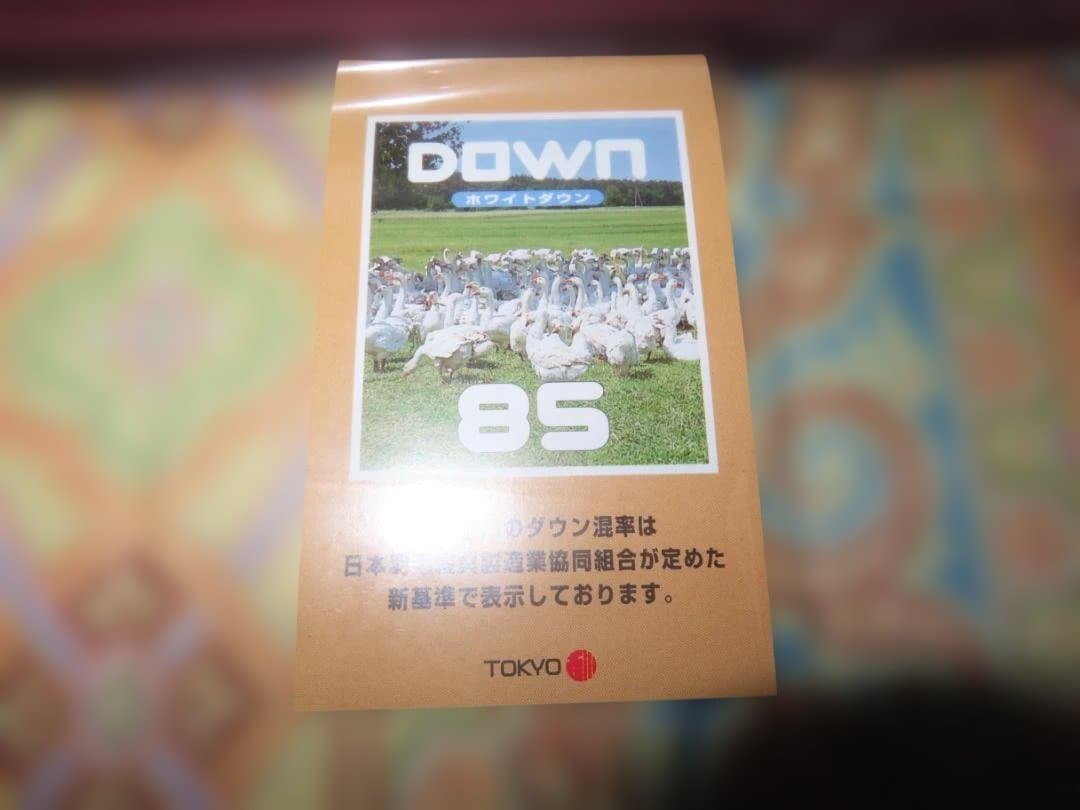 DOWN
ホワイトダウン
85
のダウン混率は
日本 製造業協同組合が定めた
新基準で表示しております。
TOKYO